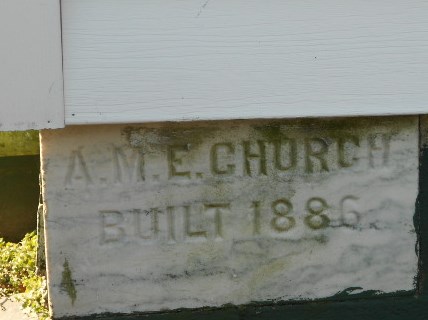 A.M.E. CHURCH
BUILT 1886